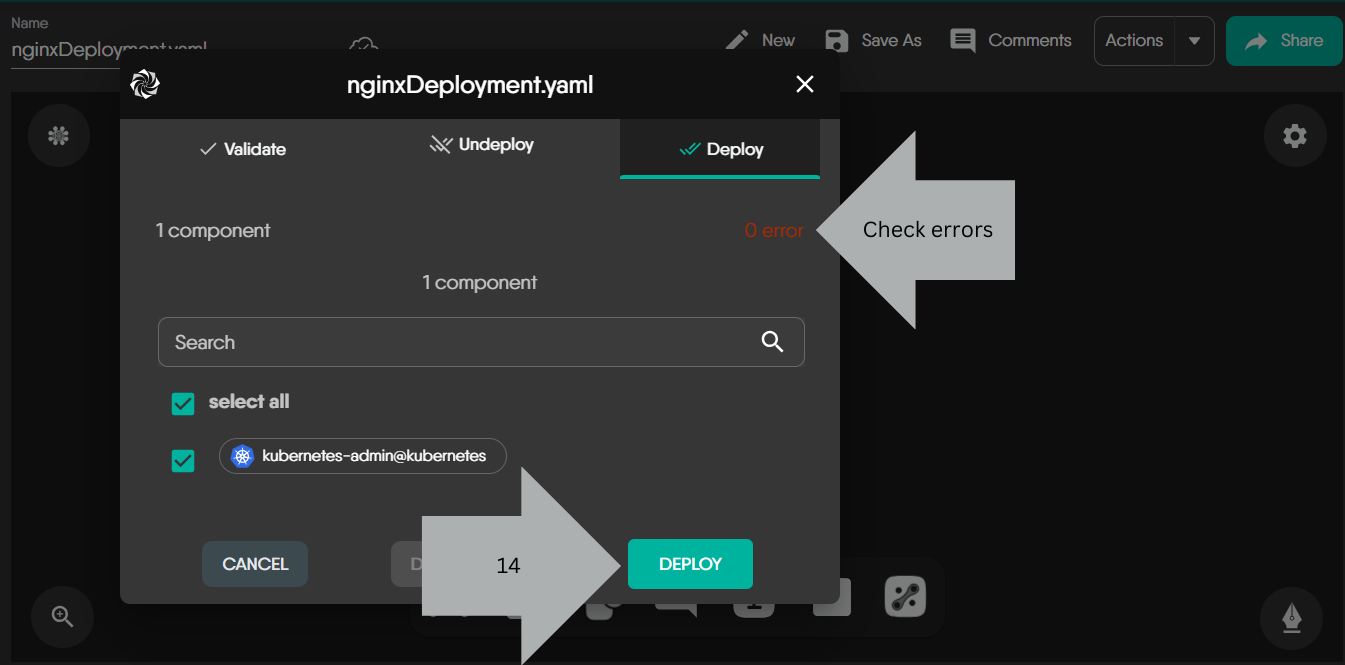 Name
nginxDeployment.yaml
New
Save As
Comments
Actions
Share
nginxDeployment.yaml
Validate
Undeploy
Deploy
1 component
0 error
Check errors
1 component
Search
select all
kubernetes-admin@kubernetes
CANCEL
14
DEPLOY